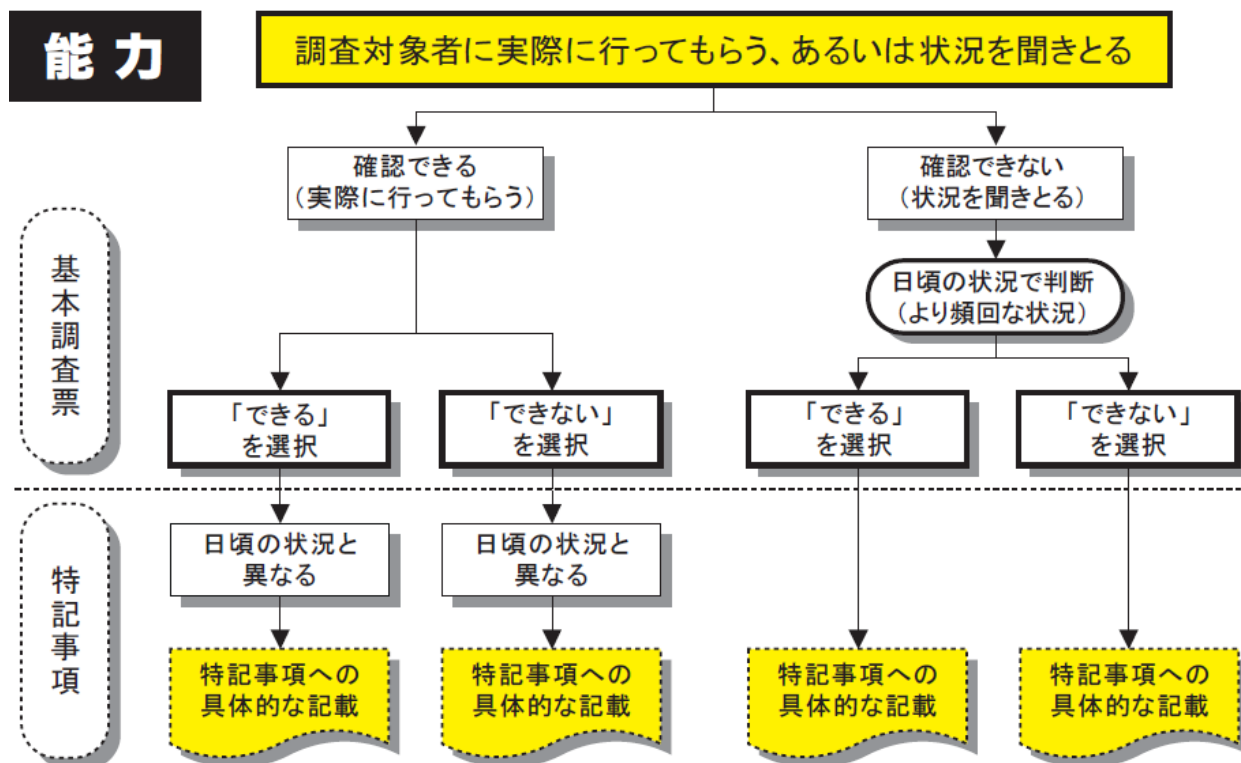 能力
調査対象者に実際に行ってもらう、あるいは状況を聞きとる
確認できる
(実際に行ってもらう)
確認できない
(状況を聞きとる)
基本調査票
日頃の状況で判断
(より頻回な状況)
「できる」
を選択
「できない」
を選択
「できる」
を選択
「できない」
を選択
特記事項
日頃の状況と
異なる
日頃の状況と
異なる
特記事項への
具体的な記載
特記事項への
具体的な記載
特記事項への
具体的な記載
特記事項への
具体的な記載